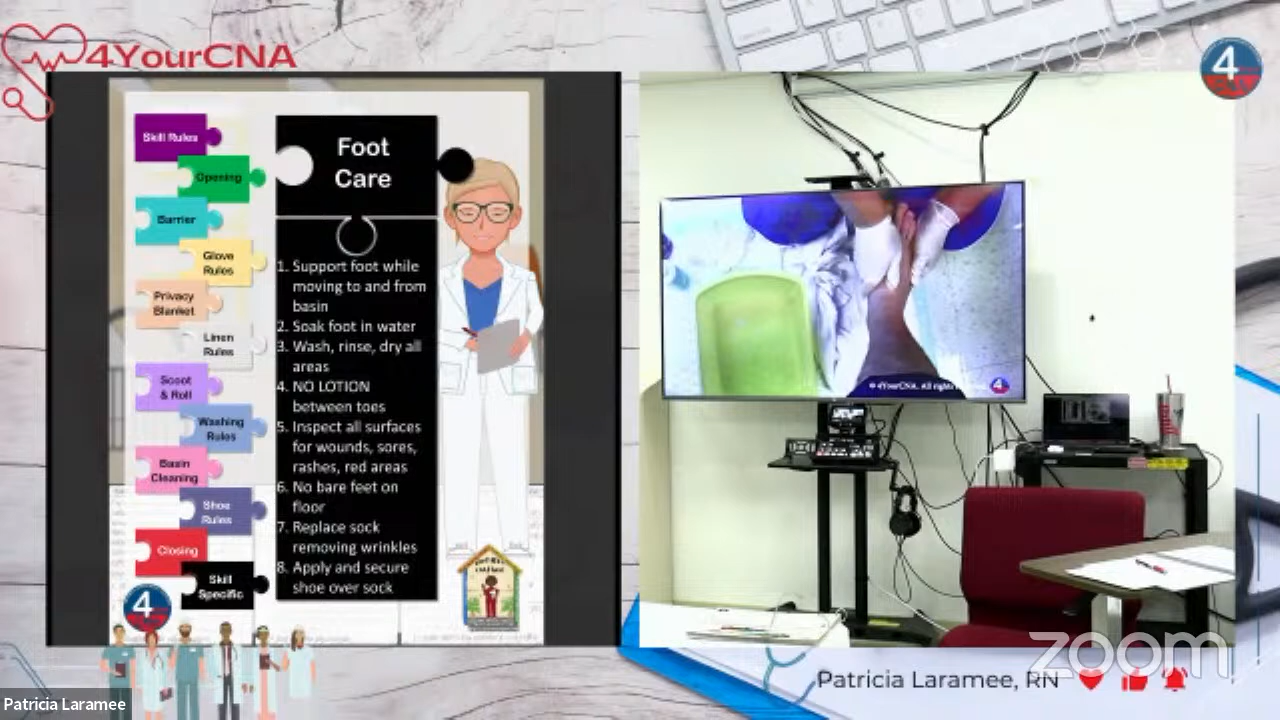 4YourCNA
4
Skill Rules
Opening
Barrier
Glove
Rules
Privacy
Blanket
Linen
Rules
Scoot
& Roll
Washing
Rules
Basin
Cleaning
Shoe
Rules
Closing
Skill
Specific
4
Foot
Care
1. Support foot while
moving to and from
basin
2. Soak foot in water
3. Wash, rinse, dry all
areas
4. NO LOTION
between toes
5. Inspect all surfaces
for wounds, sores,
rashes, red areas
6. No bare feet on
floor
7. Replace sock
removing wrinkles
8. Apply and secure
shoe over sock
© 4YourCNA. All rights
4
zoom
Patricia Laramee, RN
Patricia Laramee